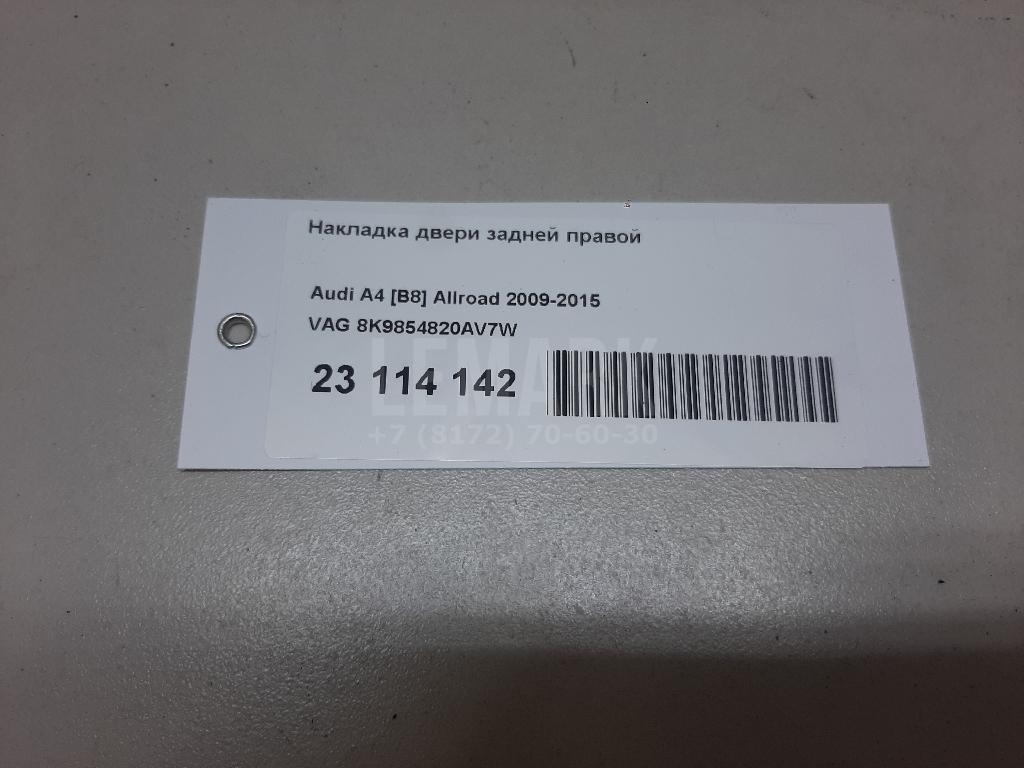 Накладка двери задней правой
Audi A4 [B8] Allroad 2009-2015
VAG 8K9854820AV7W
23 114 142
LEMARK
+7 (8172) 70-60-30